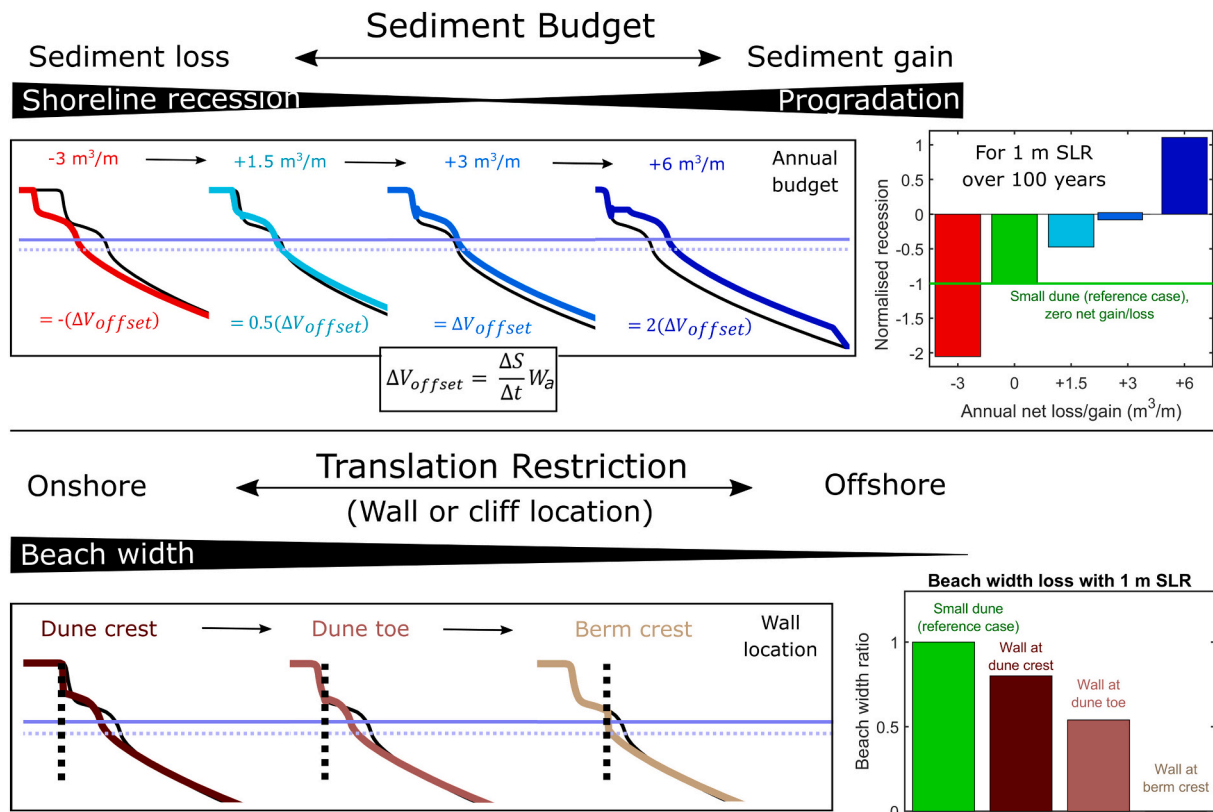 Sediment Budget
Sediment loss
Sediment gain
Shoreline recession
Progradation
-3 m³/m
+1.5 m³/m
+3 m³/m
+6 m³/m
Annual
budget
= -(ΔV_offset)
= 0.5(ΔV_offset)
= ΔV_offset
= 2(ΔV_offset)
ΔV_offset = ΔS/Δt W_a
For 1 m SLR
over 100 years
Normalised recession
1
0.5
0
-0.5
-1
-1.5
-2
Small dune (reference case),
zero net gain/loss
-3 0 +1.5 +3 +6
Annual net loss/gain (m³/m)
Translation Restriction
Onshore
Offshore
(Wall or cliff location)
Beach width
Dune crest
Dune toe
Berm crest
Wall
location
Beach width loss with 1 m SLR
Beach width ratio
1
0.5
0
Small dune
(reference case)
Wall at
dune crest
Wall at
dune toe
Wall at
berm crest